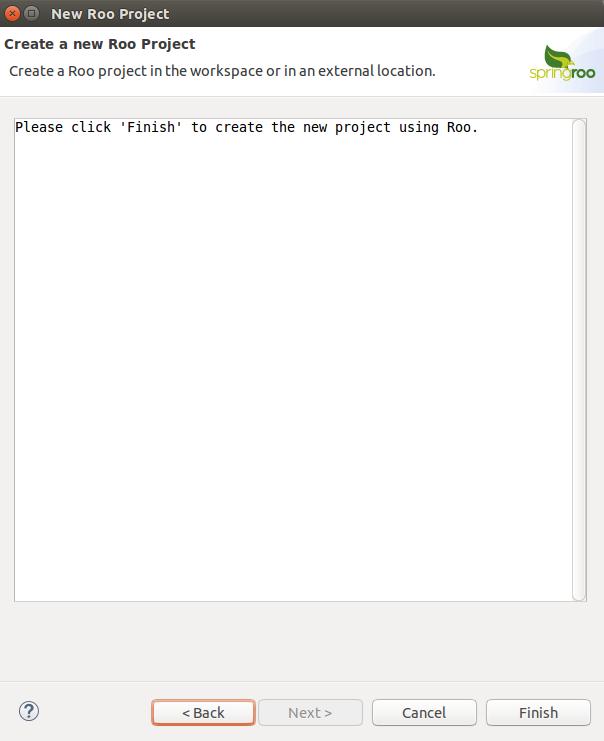 New Roo Project
Create a new Roo Project
Create a Roo project in the workspace or in an external location.
springroo
Please click 'Finish' to create the new project using Roo.
?
< Back
Next >
Cancel
Finish